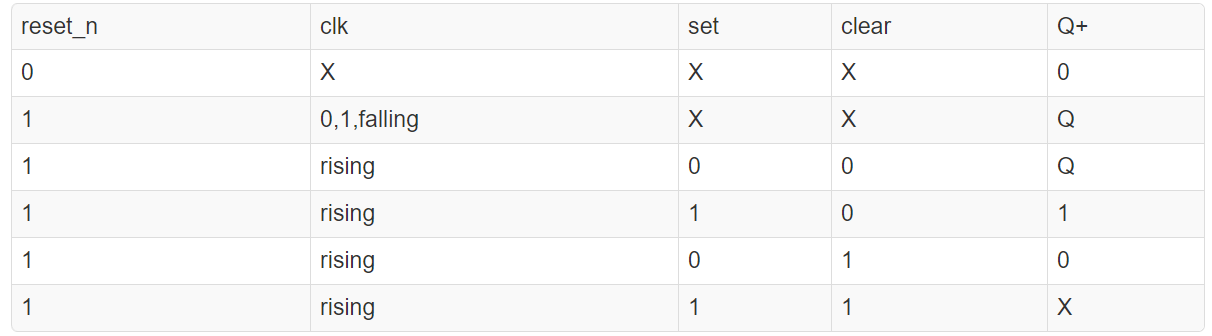 reset_n clk set clear Q+
0 X X X 0
1 0,1,falling X X Q
1 rising 0 0 Q
1 rising 1 0 1
1 rising 0 1 0
1 rising 1 1 X